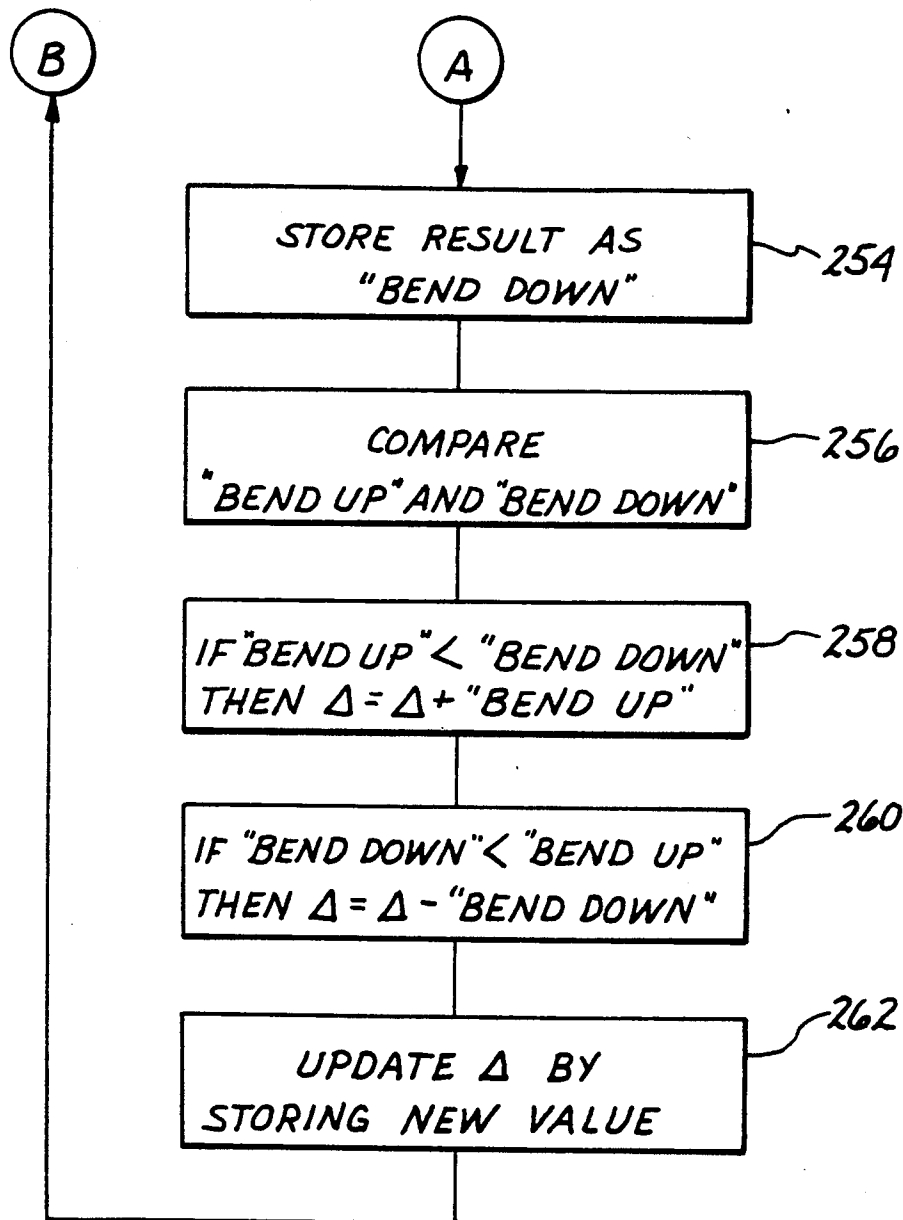 B
A
STORE RESULT AS
"BEND DOWN"
254
COMPARE
"BEND UP" AND "BEND DOWN"
256
IF "BEND UP" < "BEND DOWN"
THEN Δ = Δ + "BEND UP"
258
IF "BEND DOWN" < "BEND UP"
THEN Δ = Δ - "BEND DOWN"
260
UPDATE Δ BY
STORING NEW VALUE
262